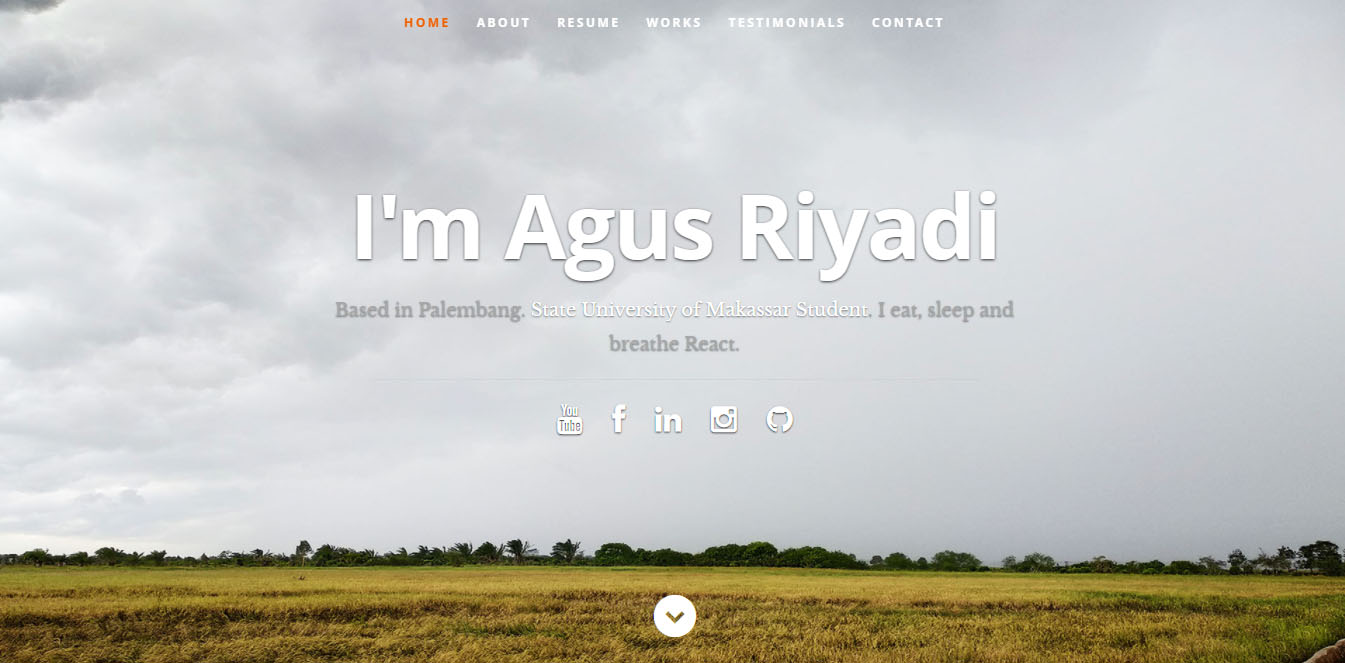 HOME ABOUT RESUME WORKS TESTIMONIALS CONTACT
I'm Agus Riyadi
Based in Palembang. State University of Makassar Student. I eat, sleep and
breathe React.
You
Tube
f
in